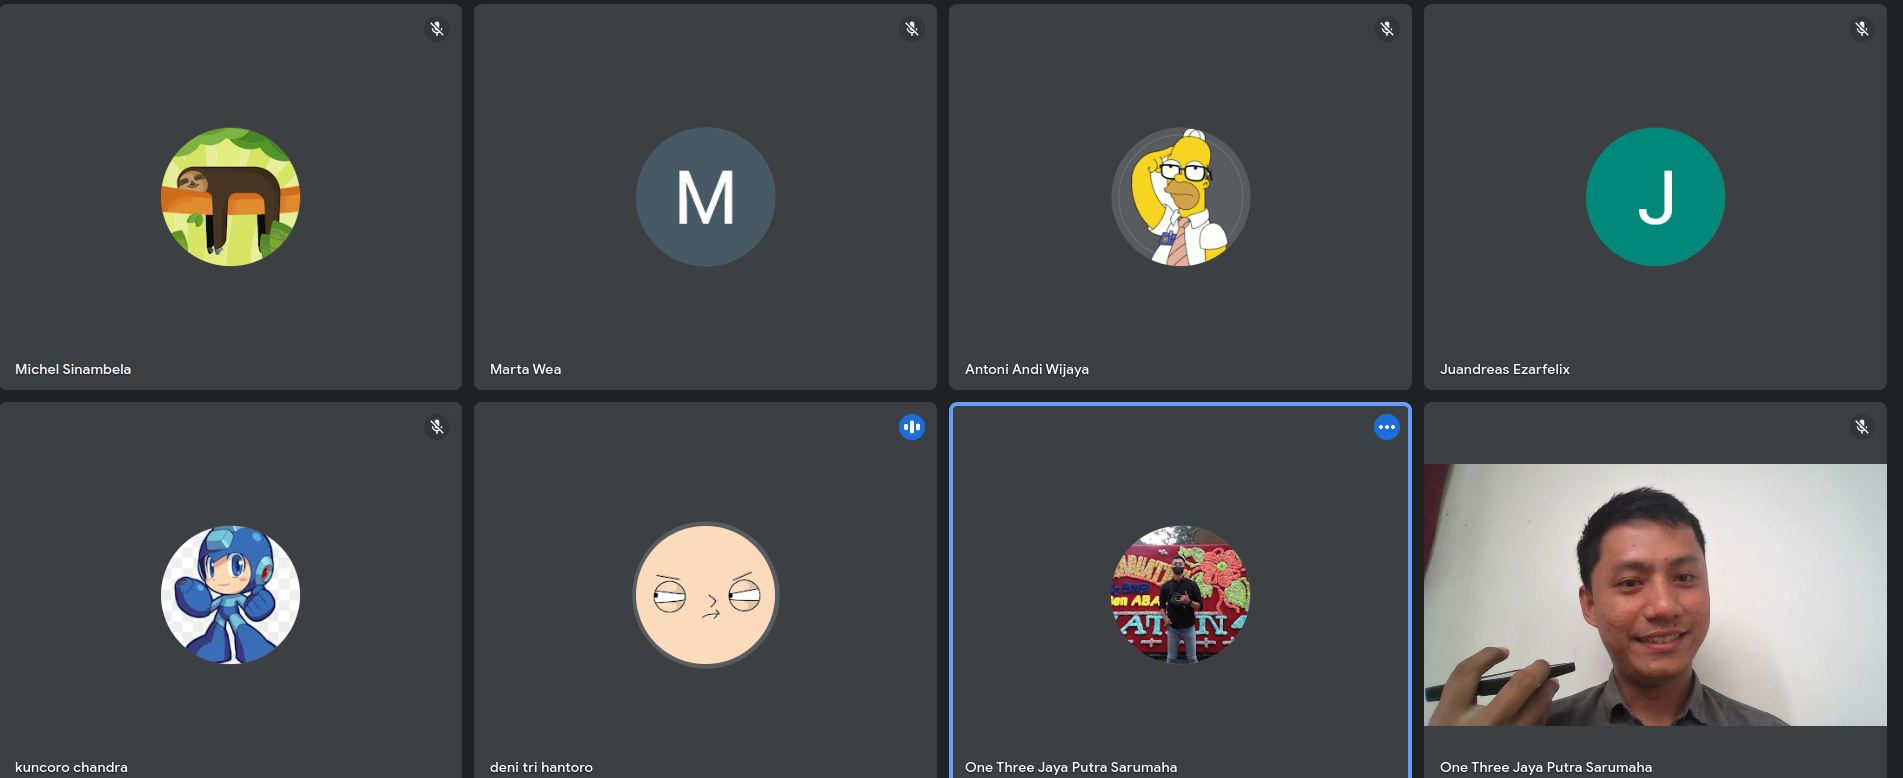 M
J
Michel Sinambela
Marta Wea
Antoni Andi Wijaya
Juandreas Ezarfelix
ATSN
kuncoro chandra
deni tri hantoro
One Three Jaya Putra Sarumaha
One Three Jaya Putra Sarumaha